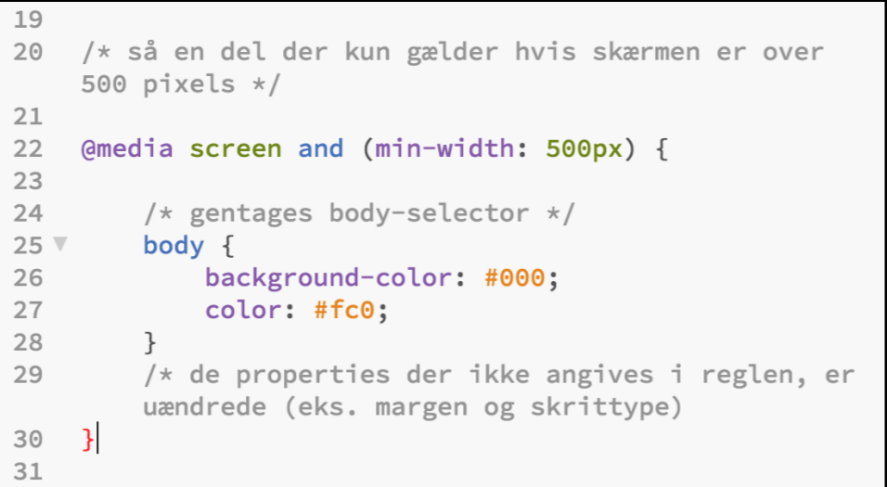 19
20 /* så en del der kun gælder hvis skærmen er over
500 pixels */
21
22 @media screen and (min-width: 500px) {
23
24 /* gentages body-selector */
25 body {
26 background-color: #000;
27 color: #fc0;
28 }
29 /* de properties der ikke angives i reglen, er
uændrede (eks. margen og skrittype)
30 }
31